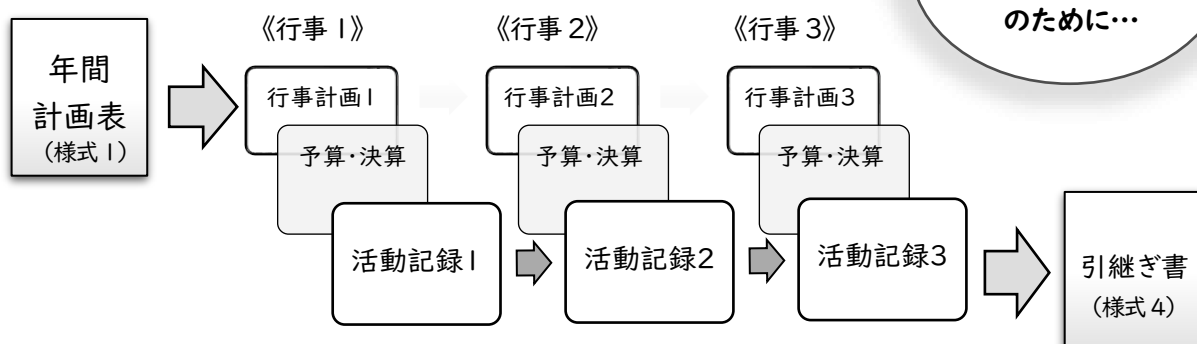 のために…
《行事1》
《行事2》
《行事3》
年間
計画表
(様式1)
行事計画1
行事計画2
行事計画3
予算・決算
予算・決算
予算・決算
活動記録1
活動記録2
活動記録3
引継ぎ書
(様式4)